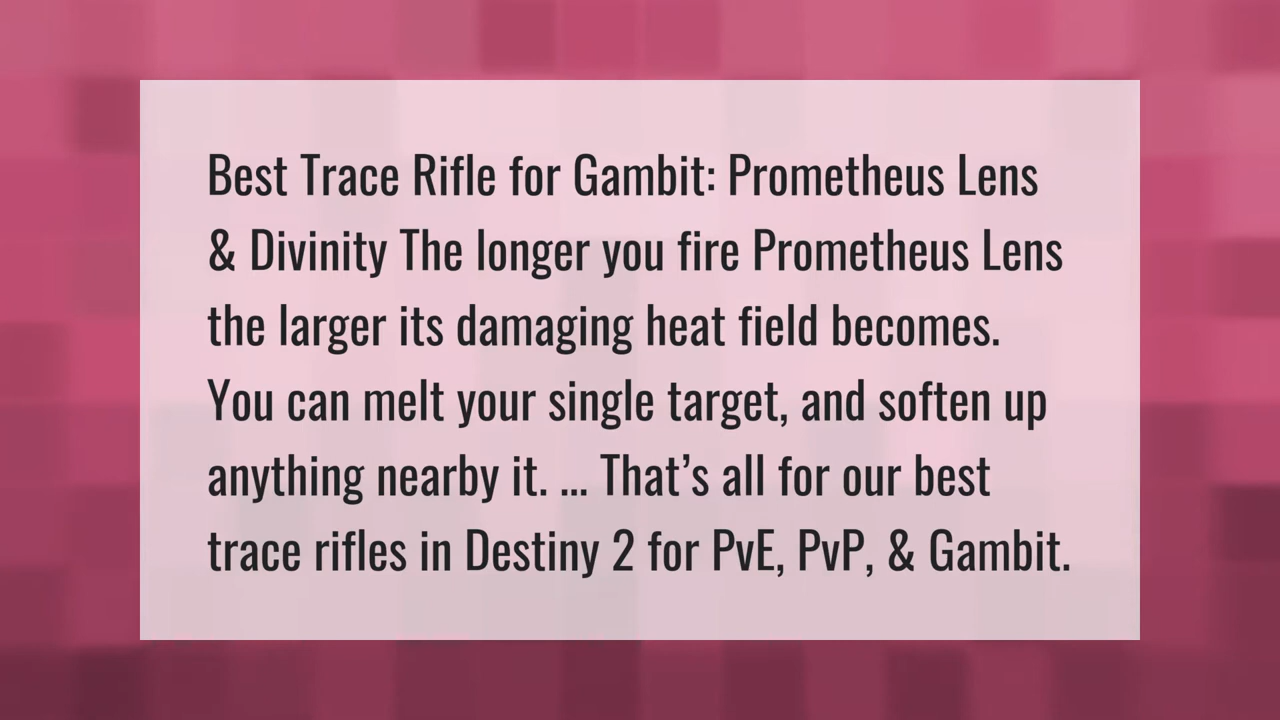 Best Trace Rifle for Gambit: Prometheus Lens
& Divinity The longer you fire Prometheus Lens
the larger its damaging heat field becomes.
You can melt your single target, and soften up
anything nearby it. ... That’s all for our best
trace rifles in Destiny 2 for PvE, PvP, & Gambit.